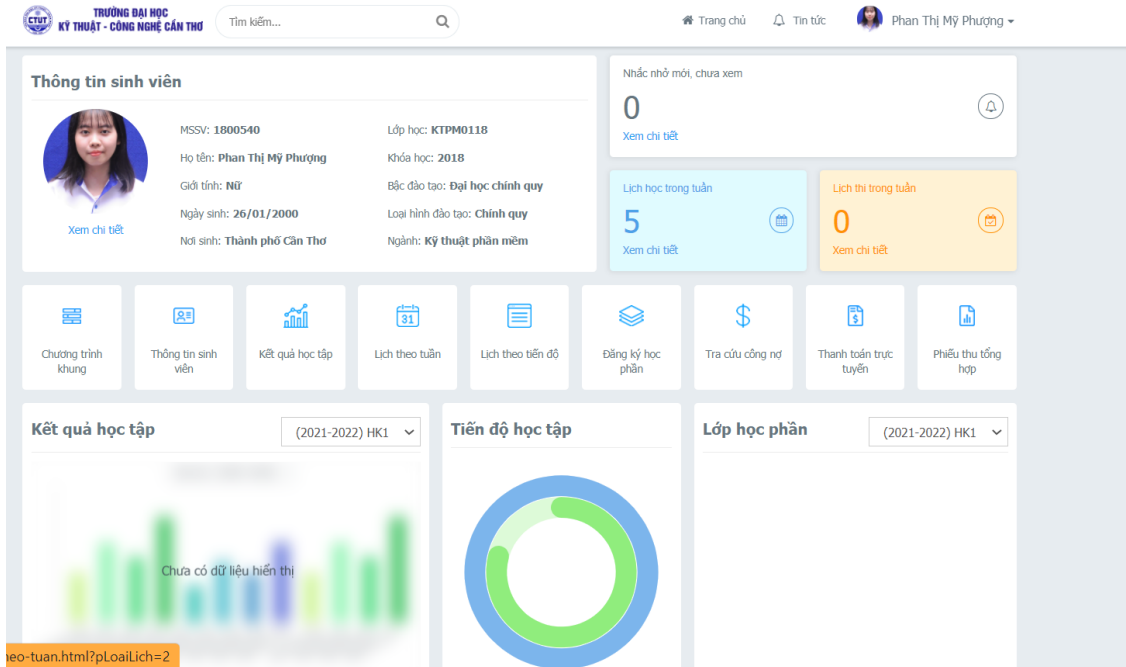 CTUT
TRƯỜNG ĐẠI HỌC
KỸ THUẬT - CÔNG NGHỆ CẦN THƠ
Tìm kiếm...
Trang chủ
Tin tức
Phan Thị Mỹ Phượng
Thông tin sinh viên
MSSV: 1800540
Họ tên: Phan Thị Mỹ Phượng
Giới tính: Nữ
Ngày sinh: 26/01/2000
Nơi sinh: Thành phố Cần Thơ
Xem chi tiết
Lớp học: KTPM0118
Khóa học: 2018
Bậc đào tạo: Đại học chính quy
Loại hình đào tạo: Chính quy
Ngành: Kỹ thuật phần mềm
Nhắc nhở mới, chưa xem
0
Xem chi tiết
Lịch học trong tuần
5
Xem chi tiết
Lịch thi trong tuần
0
Xem chi tiết
Chương trình
khung
Thông tin sinh
viên
Kết quả học tập
31
Lịch theo tuần
Lịch theo tiến độ
Đăng ký học
phần
$
Tra cứu công nợ
$
Thanh toán trực
tuyến
Phiếu thu tổng
hợp
Kết quả học tập
(2021-2022) HK1
Chưa có dữ liệu hiển thị
Tiến độ học tập
Lớp học phần
(2021-2022) HK1
heo-tuan.html?pLoaiLich=2